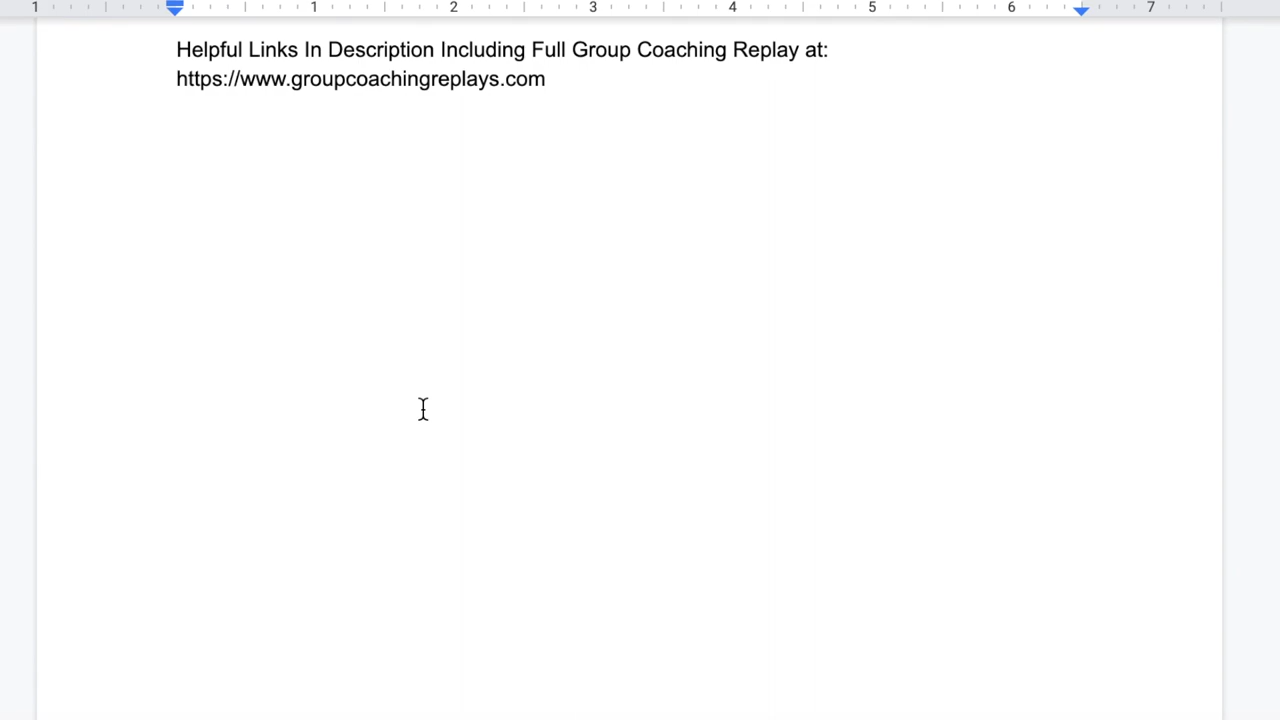 1 1 2 3 4 5 6 7
Helpful Links In Description Including Full Group Coaching Replay at:
https://www.groupcoachingreplays.com